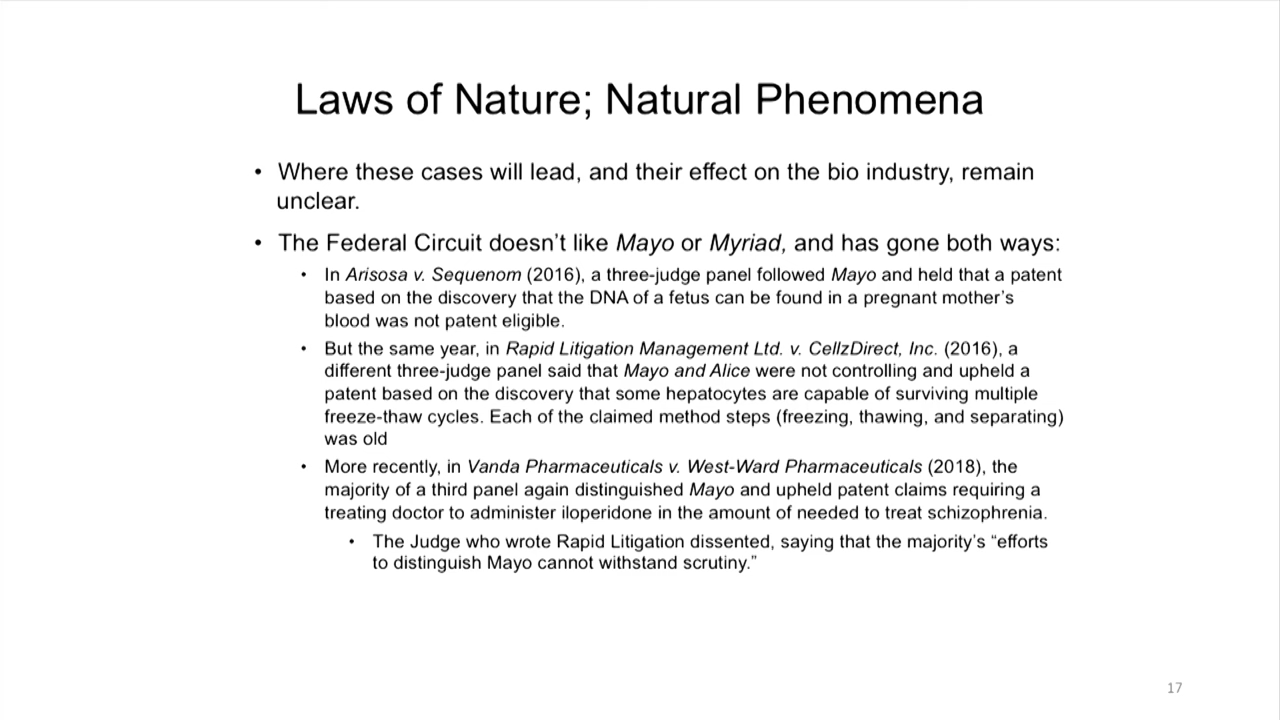 Laws of Nature; Natural Phenomena
• Where these cases will lead, and their effect on the bio industry, remain
unclear.
• The Federal Circuit doesn't like Mayo or Myriad, and has gone both ways:
• In Arisosa v. Sequenom (2016), a three-judge panel followed Mayo and held that a patent
based on the discovery that the DNA of a fetus can be found in a pregnant mother's
blood was not patent eligible.
• But the same year, in Rapid Litigation Management Ltd. v. CellzDirect, Inc. (2016), a
different three-judge panel said that Mayo and Alice were not controlling and upheld a
patent based on the discovery that some hepatocytes are capable of surviving multiple
freeze-thaw cycles. Each of the claimed method steps (freezing, thawing, and separating)
was old
• More recently, in Vanda Pharmaceuticals v. West-Ward Pharmaceuticals (2018), the
majority of a third panel again distinguished Mayo and upheld patent claims requiring a
treating doctor to administer iloperidone in the amount of needed to treat schizophrenia.
• The Judge who wrote Rapid Litigation dissented, saying that the majority's “efforts
to distinguish Mayo cannot withstand scrutiny.”
17